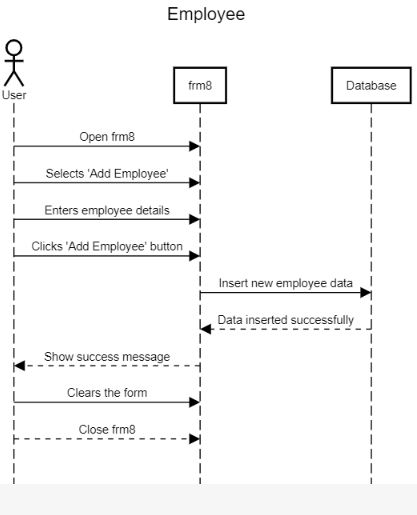 Employee
User
frm8
Database
Open frm8
Selects 'Add Employee'
Enters employee details
Clicks 'Add Employee' button
Insert new employee data
Data inserted successfully
Show success message
Clears the form
Close frm8